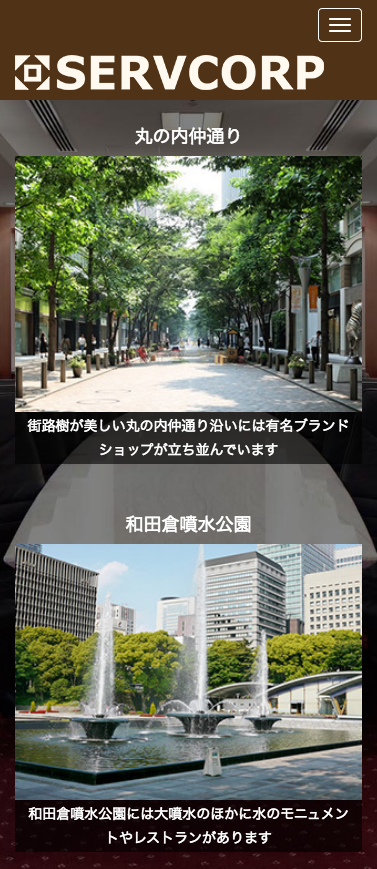 SERVCORP
丸の内仲通り
街路樹が美しい丸の内仲通り沿いには有名ブランド
ショップが立ち並んでいます
和田倉噴水公園
和田倉噴水公園には大噴水のほかに水のモニュメン
トやレストランがあります